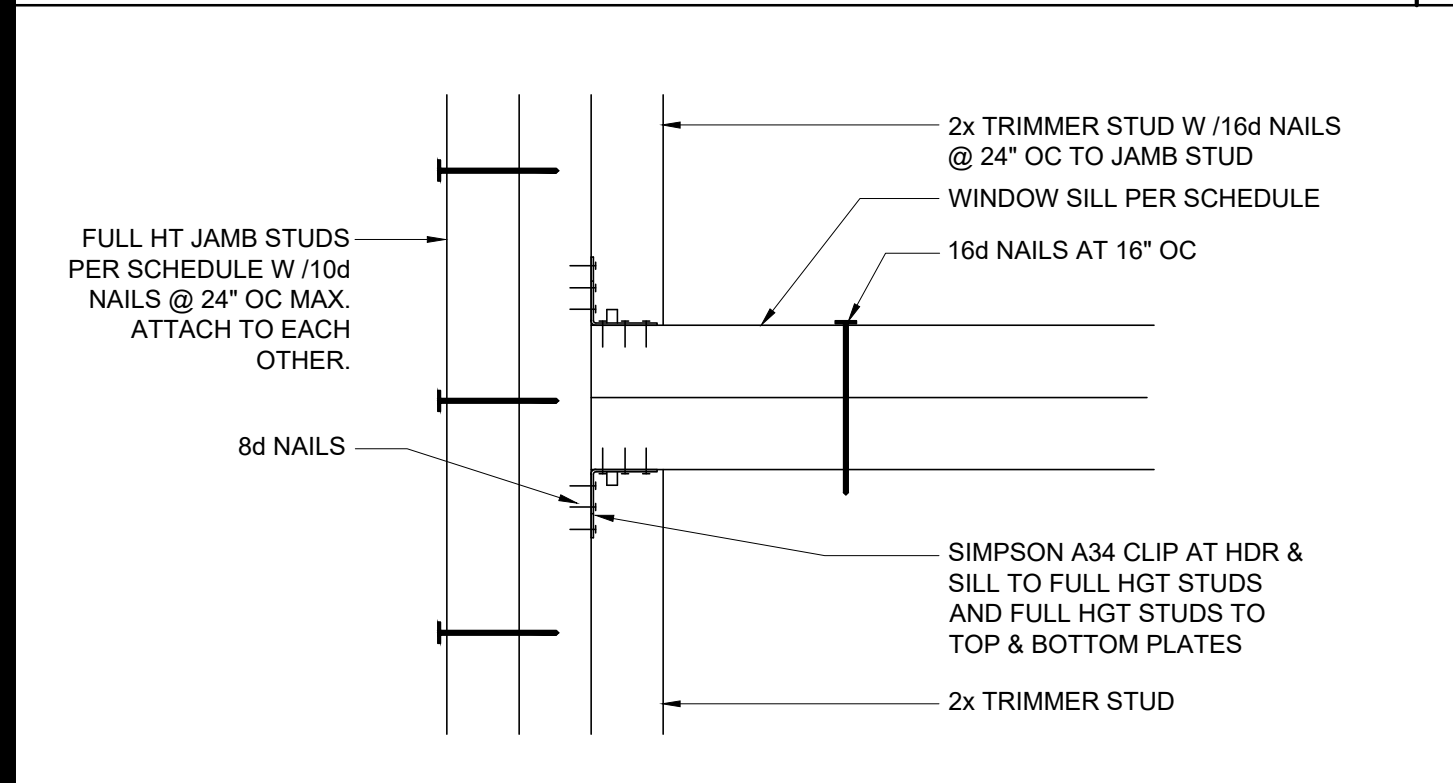 2x TRIMMER STUD W /16d NAILS
@ 24" OC TO JAMB STUD
WINDOW SILL PER SCHEDULE
16d NAILS AT 16" OC
FULL HT JAMB STUDS
PER SCHEDULE W /10d
NAILS @ 24" OC MAX.
ATTACH TO EACH
OTHER.
8d NAILS
SIMPSON A34 CLIP AT HDR &
SILL TO FULL HGT STUDS
AND FULL HGT STUDS TO
TOP & BOTTOM PLATES
2x TRIMMER STUD